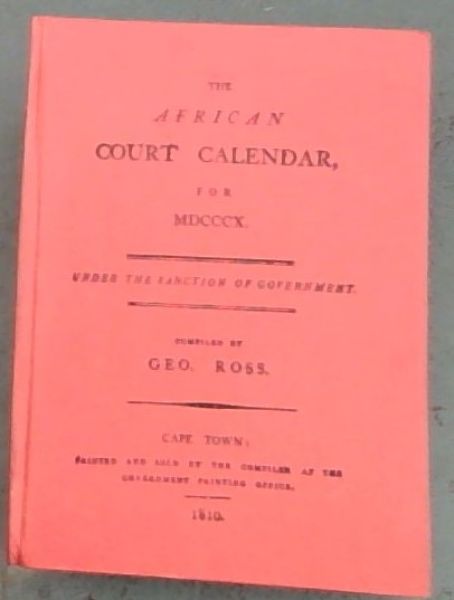 THE
AFRICAN
COURT CALENDAR,
FOR
MDCCCX.
UNDER THE SANCTION OF GOVERNMENT.
COMPILED BY
GEO. ROSS.
CAPE TOWN:
PRINTED AND SOLD BY THE COMPILER AT THE
GOVERNMENT PRINTING OFFICE.
1810.